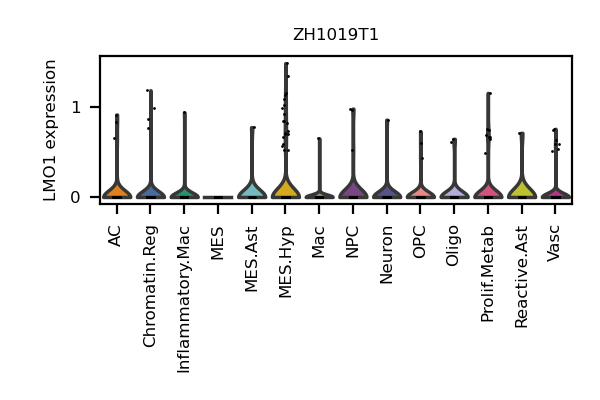 ZH1019T1
LMO1 expression
1
0
AC
Chromatin.Reg
Inflammatory.Mac
MES
MES.Ast
MES.Hyp
Mac
NPC
Neuron
OPC
Oligo
Prolif.Metab
Reactive.Ast
Vasc